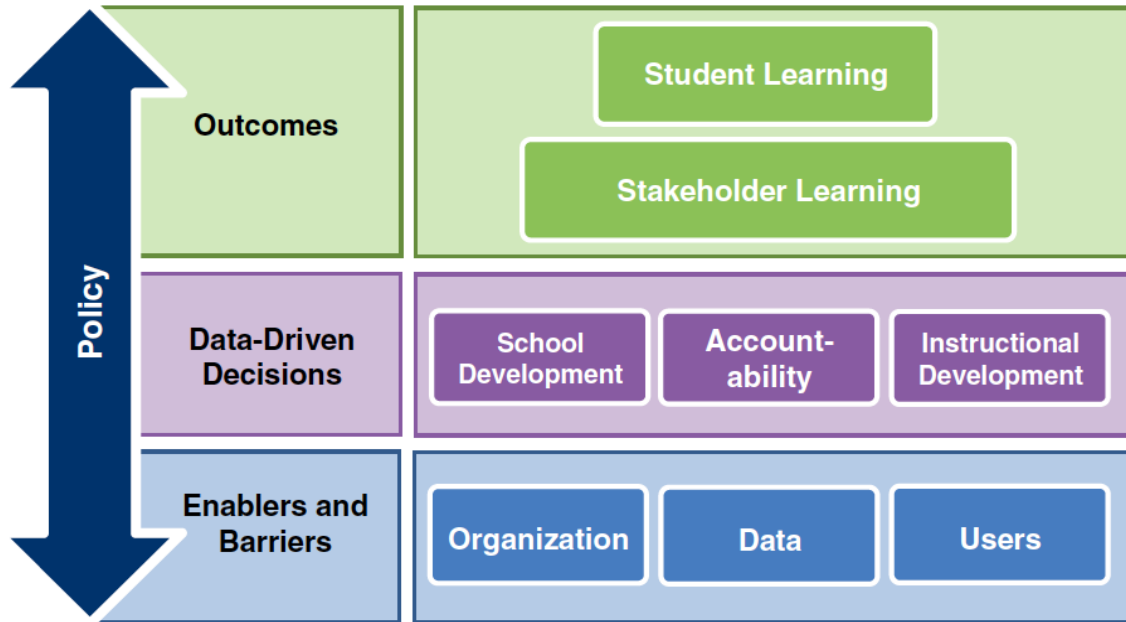 Policy
Outcomes
Student Learning
Stakeholder Learning
Data-Driven
Decisions
School
Development
Account-
ability
Instructional
Development
Enablers and
Barriers
Organization
Data
Users